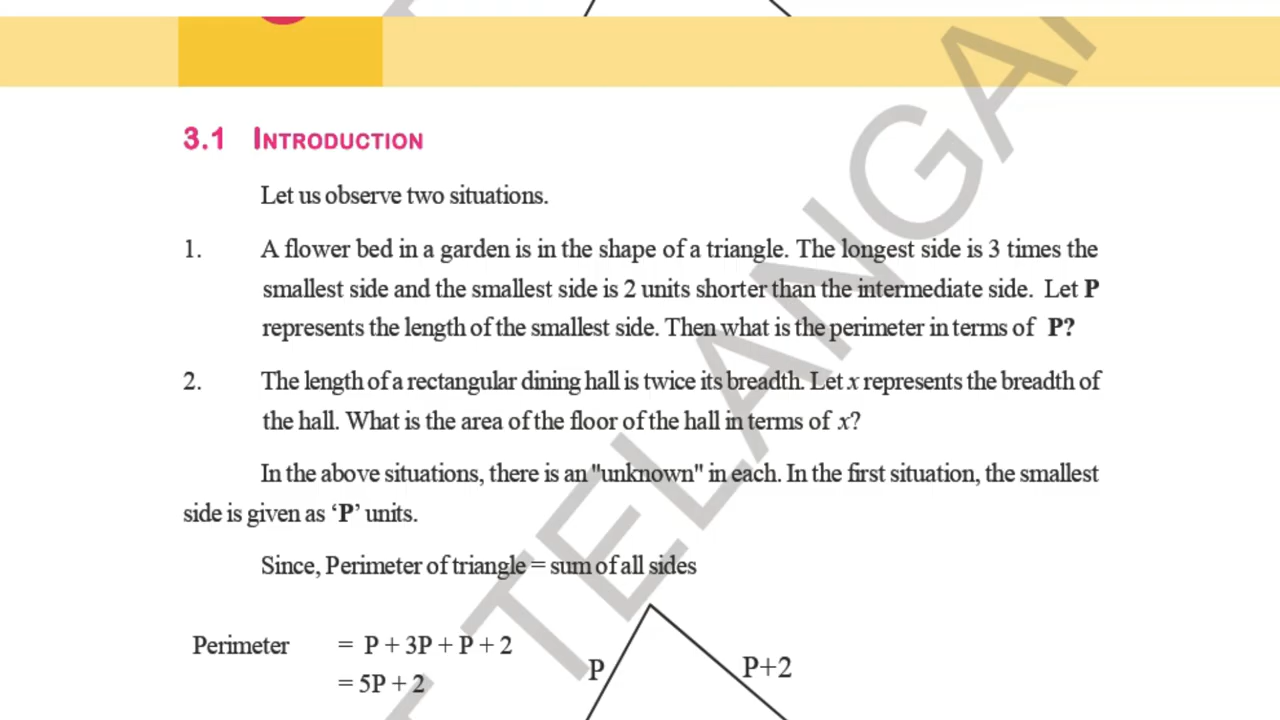 3.1 INTRODUCTION
Let us observe two situations.
1. A flower bed in a garden is in the shape of a triangle. The longest side is 3 times the
smallest side and the smallest side is 2 units shorter than the intermediate side. Let P
represents the length of the smallest side. Then what is the perimeter in terms of P?
2. The length of a rectangular dining hall is twice its breadth. Let x represents the breadth of
the hall. What is the area of the floor of the hall in terms of x?
In the above situations, there is an "unknown" in each. In the first situation, the smallest
side is given as ‘P’ units.
Since, Perimeter of triangle = sum of all sides
Perimeter = P + 3P + P + 2
= 5P + 2
P
P+2